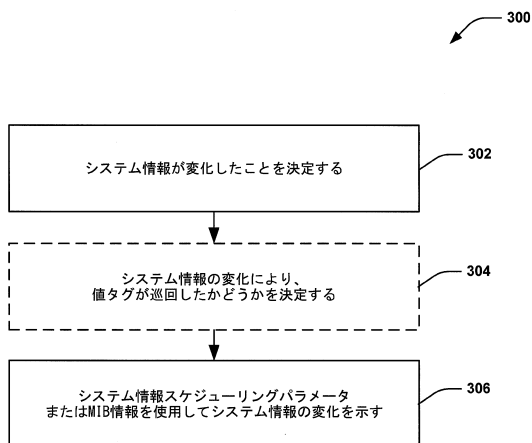 300
システム情報が変化したことを決定する
302
システム情報の変化により、
値タグが巡回したかどうかを決定する
304
システム情報スケジューリングパラメータ
またはMIB情報を使用してシステム情報の変化を示す
306